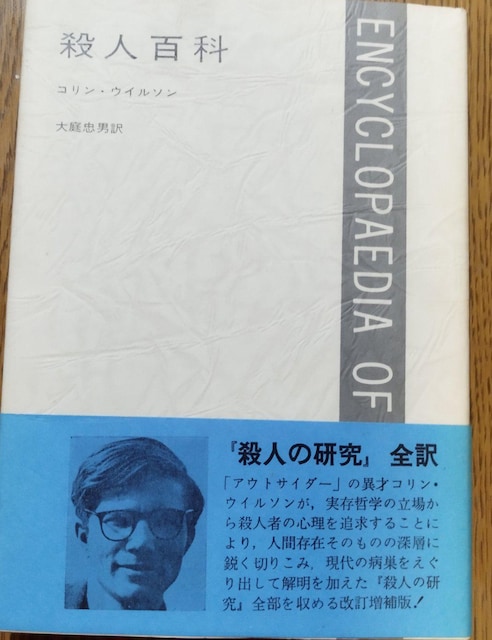 殺人百科
コリン・ウイルソン
大庭忠男訳
ENCYCLOPAEDIA OF
『殺人の研究』 全訳
「アウトサイダー」の異才コリン・
ウイルソンが，実存哲学の立場か
ら殺人者の心理を追求することに
より，人間存在そのものの深層に
鋭く切りこみ，現代の病巣をえぐ
り出して解明を加えた『殺人の研
究』全部を収める改訂増補版！